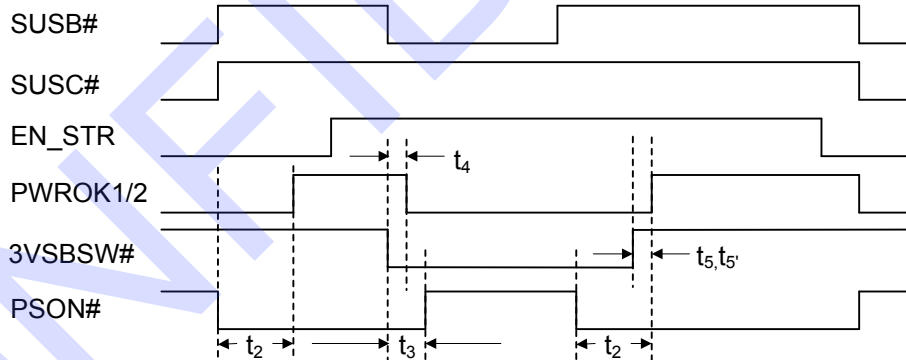 SUSB#
SUSC#
EN_STR
t4
PWROK1/2
3VSBSW#
t5,t5'
PSON#
t2
t3
t2